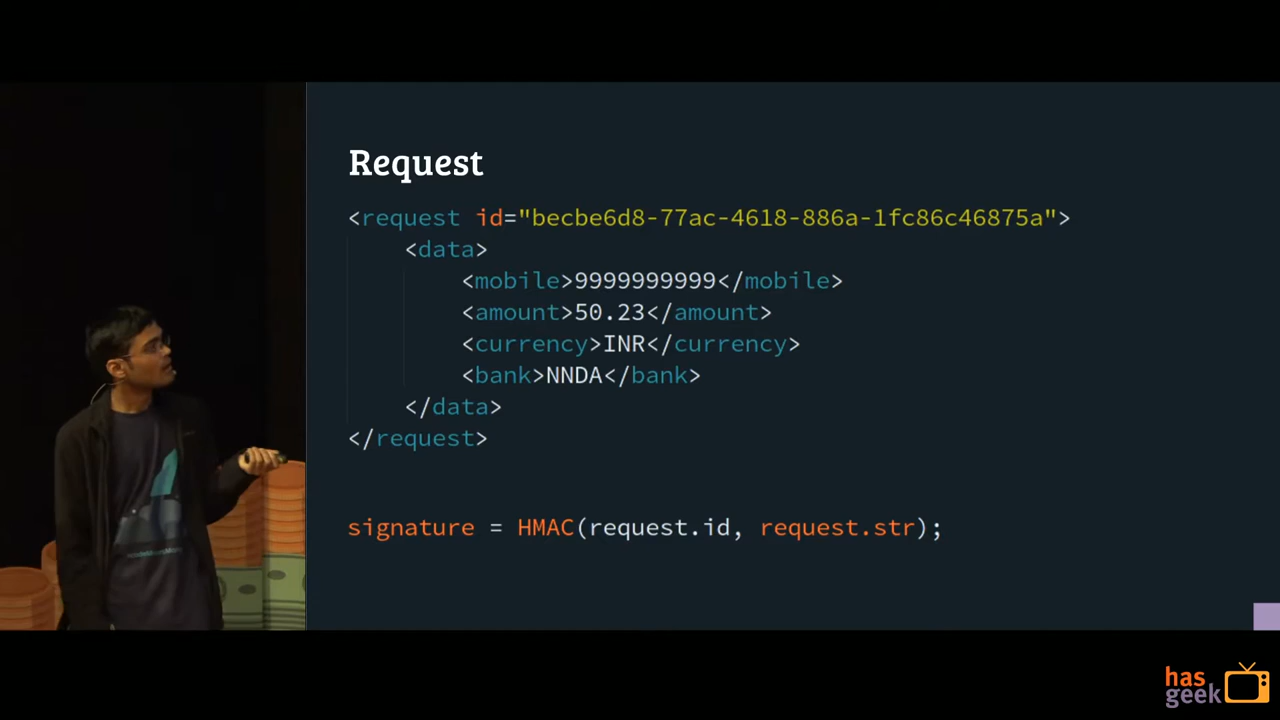 Request
<request id="becbe6d8-77ac-4618-886a-1fc86c46875a">
<data>
<mobile>9999999999</mobile>
<amount>50.23</amount>
<currency>INR</currency>
<bank>NNDA</bank>
</data>
</request>
signature = HMAC(request.id, request.str);
has
geek